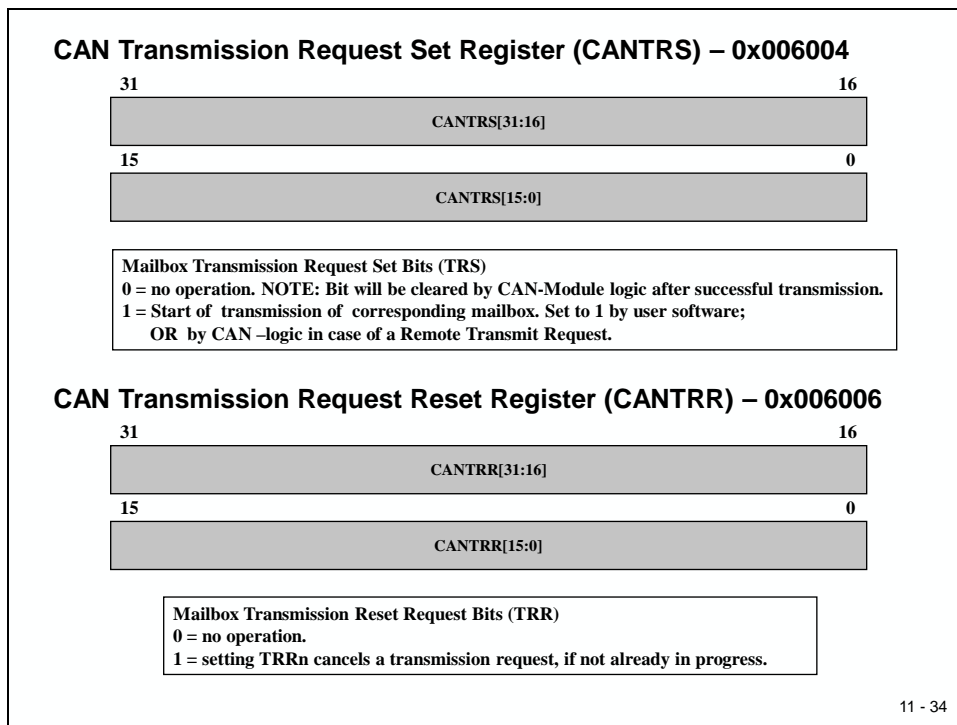 CAN Transmission Request Set Register (CANTRS) – 0x006004
31 16
CANTRS[31:16]
15 0
CANTRS[15:0]
Mailbox Transmission Request Set Bits (TRS)
0 = no operation. NOTE: Bit will be cleared by CAN-Module logic after successful transmission.
1 = Start of transmission of corresponding mailbox. Set to 1 by user software;
OR by CAN –logic in case of a Remote Transmit Request.
CAN Transmission Request Reset Register (CANTRR) – 0x006006
31 16
CANTRR[31:16]
15 0
CANTRR[15:0]
Mailbox Transmission Reset Request Bits (TRR)
0 = no operation.
1 = setting TRRn cancels a transmission request, if not already in progress.
11 - 34